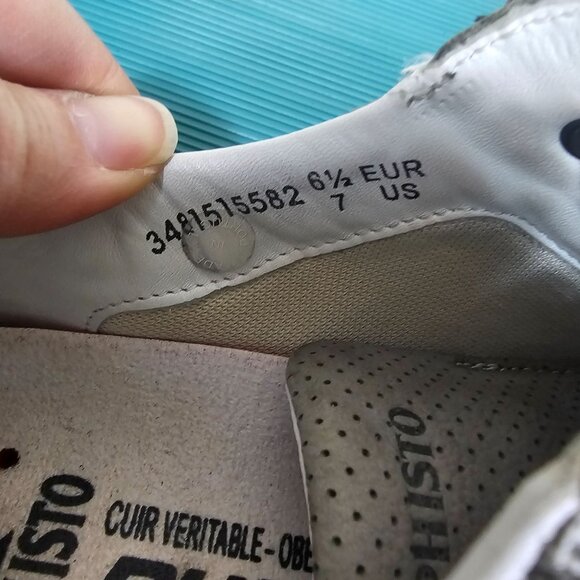 3481515582 6½ EUR
7 US
PHISTO
ISTO
CUIR VERITABLE - OBE